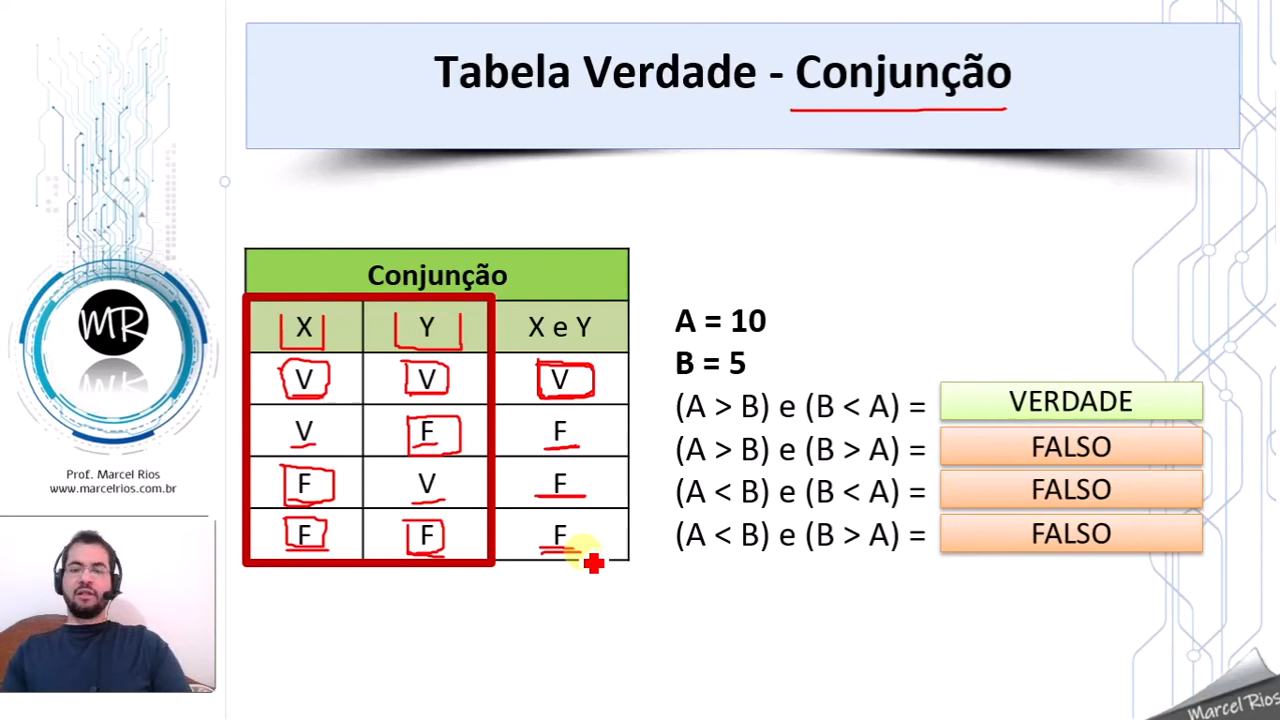 Tabela Verdade - Conjunção
Conjunção
X Y X e Y
V V V
V F F
F V F
F F F
A = 10
B = 5
(A > B) e (B < A) = VERDADE
(A > B) e (B > A) = FALSO
(A < B) e (B < A) = FALSO
(A < B) e (B > A) = FALSO
MR
Prof. Marcel Rios
www.marcelrios.com.br
Marcel Rios